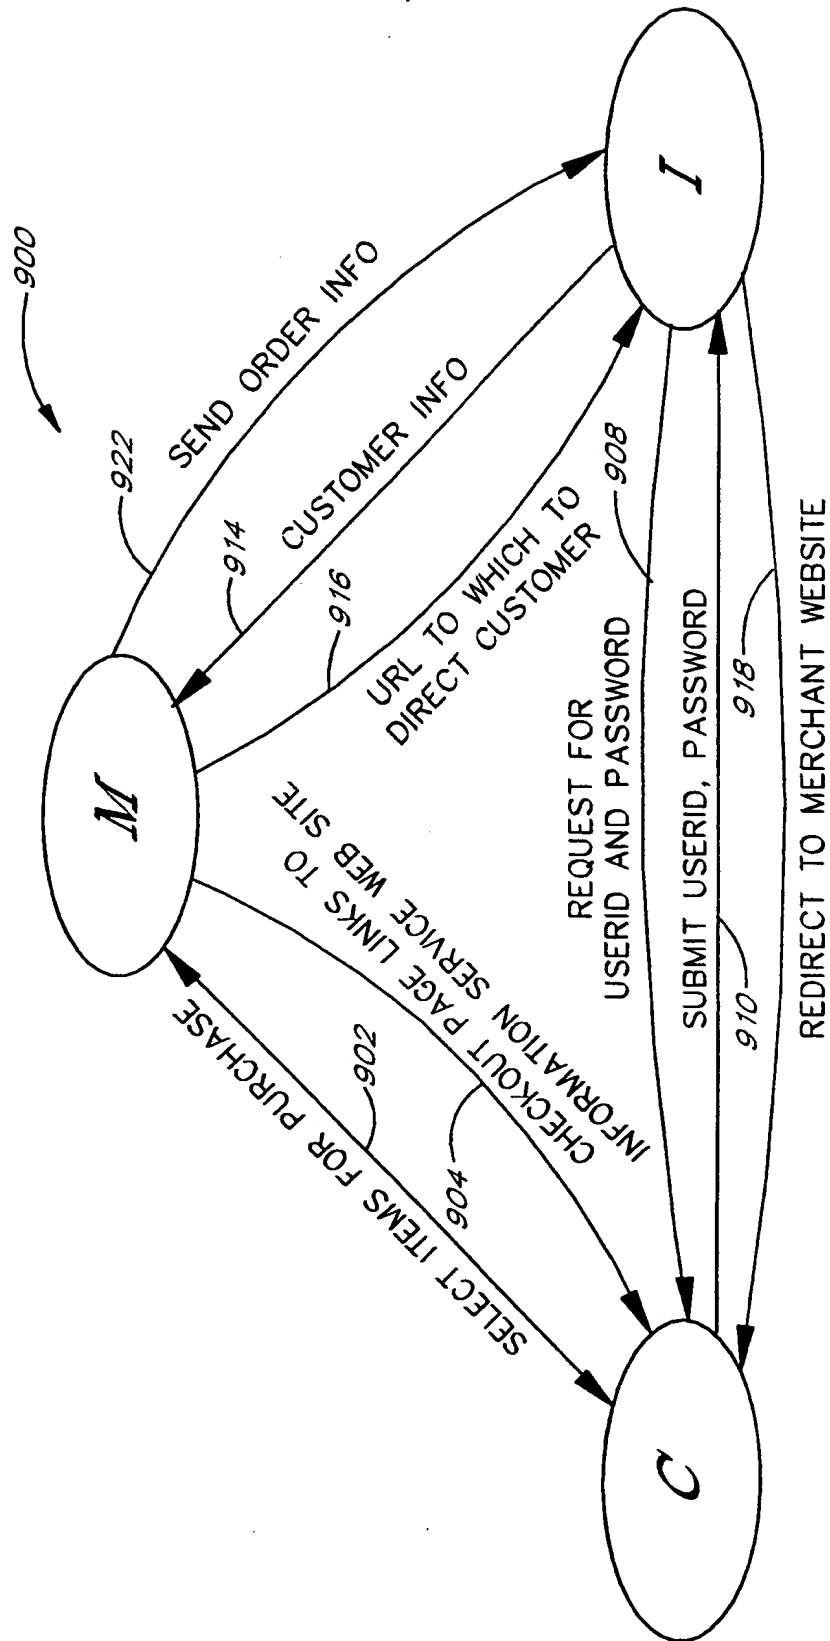 900
M
922
SEND ORDER INFO
914
CUSTOMER INFO
916
URL TO WHICH TO
DIRECT CUSTOMER
SELECT ITEMS FOR PURCHASE
902
904
CHECKOUT PAGE LINKS TO
INFORMATION SERVICE WEB SITE
REQUEST FOR
USERID AND PASSWORD
908
SUBMIT USERID, PASSWORD
910
918
REDIRECT TO MERCHANT WEBSITE
C
I